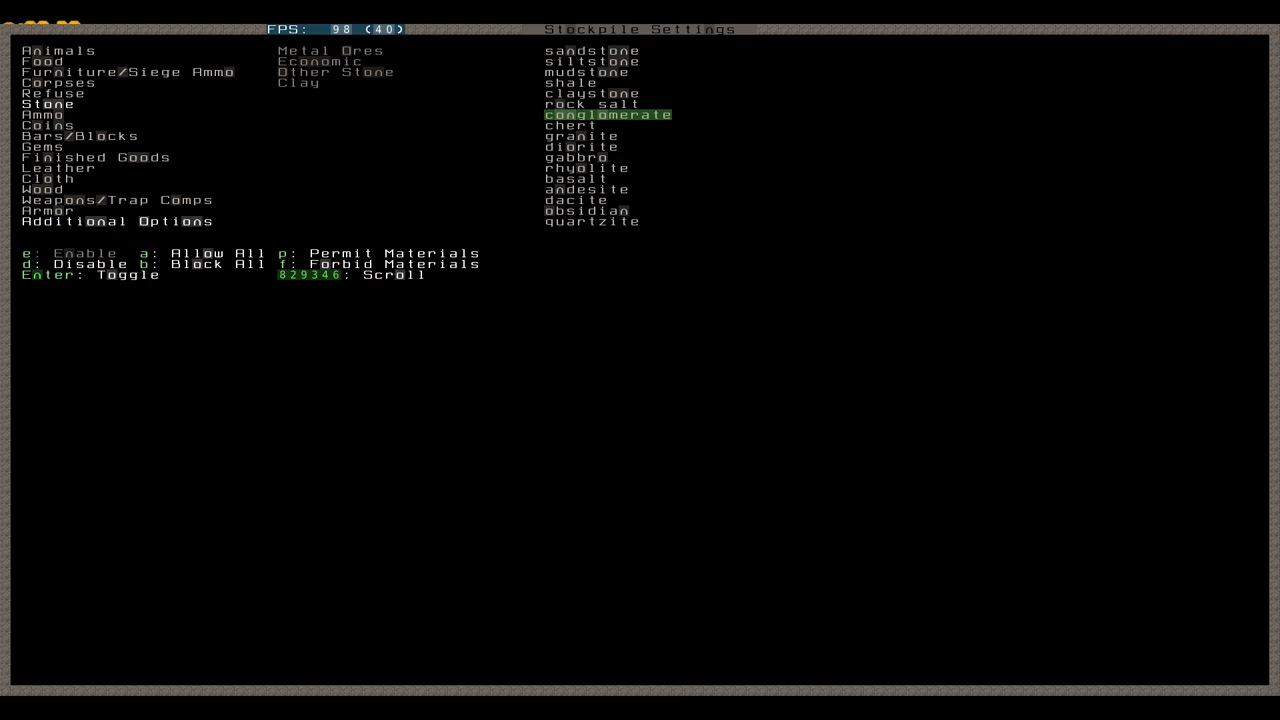 FPS: 98 (40) Stockpile Settings
Animals Metal Ores sandstone
Food Economic siltstone
Furniture/Siege Ammo Other Stone mudstone
Corpses Clay shale
Refuse claystone
Stone rock salt
Ammo conglomerate
Coins chert
Bars/Blocks granite
Gems diorite
Finished Goods gabbro
Leather rhyolite
Cloth basalt
Wood andesite
Weapons/Trap Comps dacite
Armor obsidian
Additional Options quartzite
e: Enable a: Allow All p: Permit Materials
d: Disable b: Block All f: Forbid Materials
Enter: Toggle 829346: Scroll